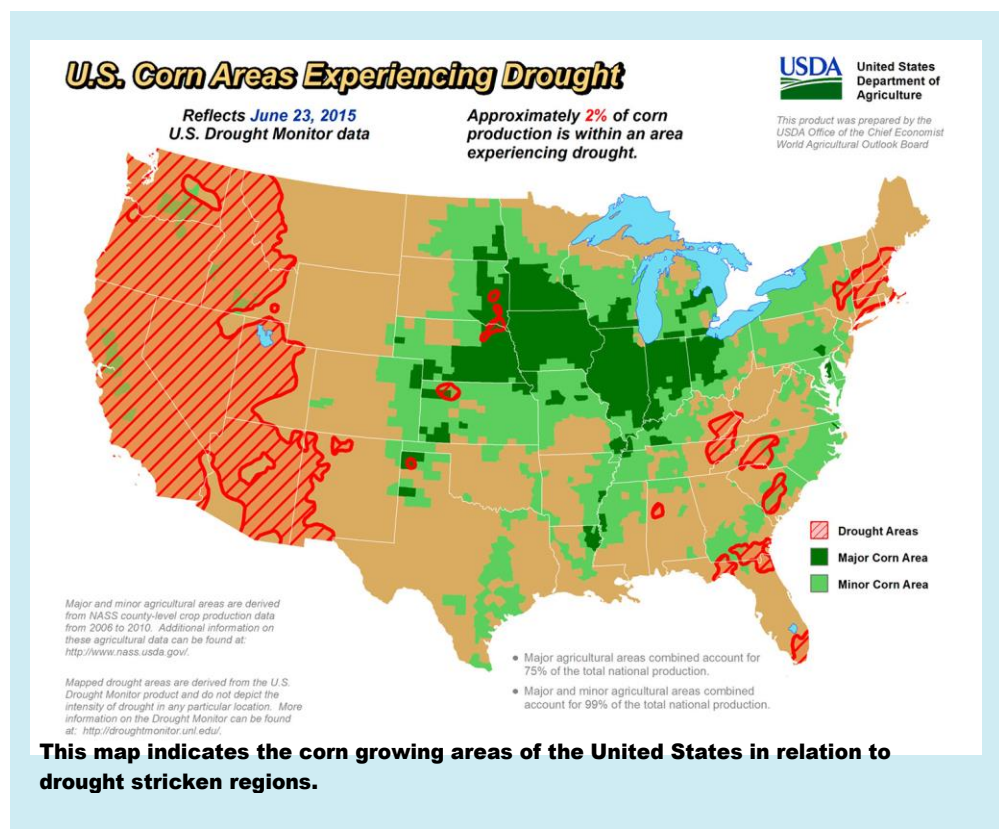 U.S. Corn Areas Experiencing Drought
Reflects June 23, 2015
U.S. Drought Monitor data
Approximately 2% of corn
production is within an area
experiencing drought.
USDA
United States
Department of
Agriculture
This product was prepared by the
USDA Office of the Chief Economist
World Agricultural Outlook Board
Drought Areas
Major Corn Area
Minor Corn Area
Major and minor agricultural areas are derived
from NASS county-level crop production data
from 2006 to 2010.  Additional information on
these agricultural data can be found at:
http://www.nass.usda.gov/.
Mapped drought areas are derived from the U.S.
Drought Monitor product and do not depict the
intensity of drought in any particular location.  More
information on the Drought Monitor can be found
at:  http://droughtmonitor.unl.edu/.
● Major agricultural areas combined account for
75% of the total national production.
● Major and minor agricultural areas combined
account for 99% of the total national production.
This map indicates the corn growing areas of the United States in relation to
drought stricken regions.